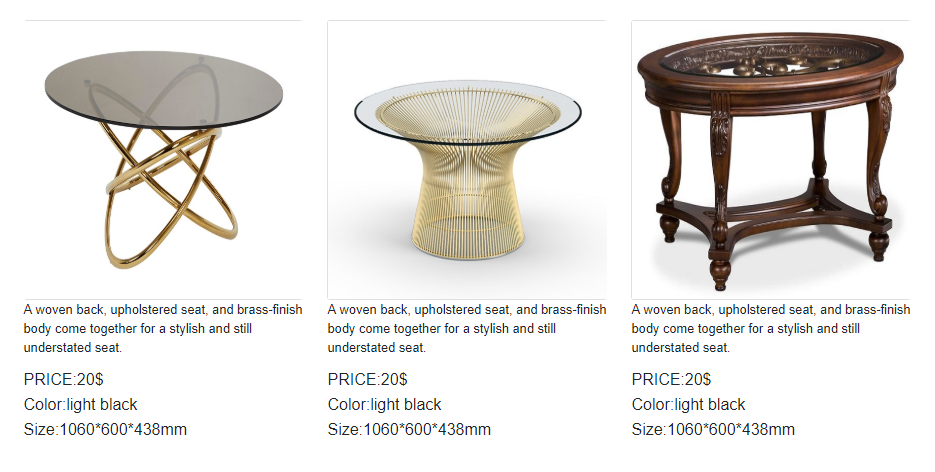 A woven back, upholstered seat, and brass-finish
body come together for a stylish and still
understated seat.
PRICE:20$
Color:light black
Size:1060*600*438mm
A woven back, upholstered seat, and brass-finish
body come together for a stylish and still
understated seat.
PRICE:20$
Color:light black
Size:1060*600*438mm
A woven back, upholstered seat, and brass-finish
body come together for a stylish and still
understated seat.
PRICE:20$
Color:light black
Size:1060*600*438mm